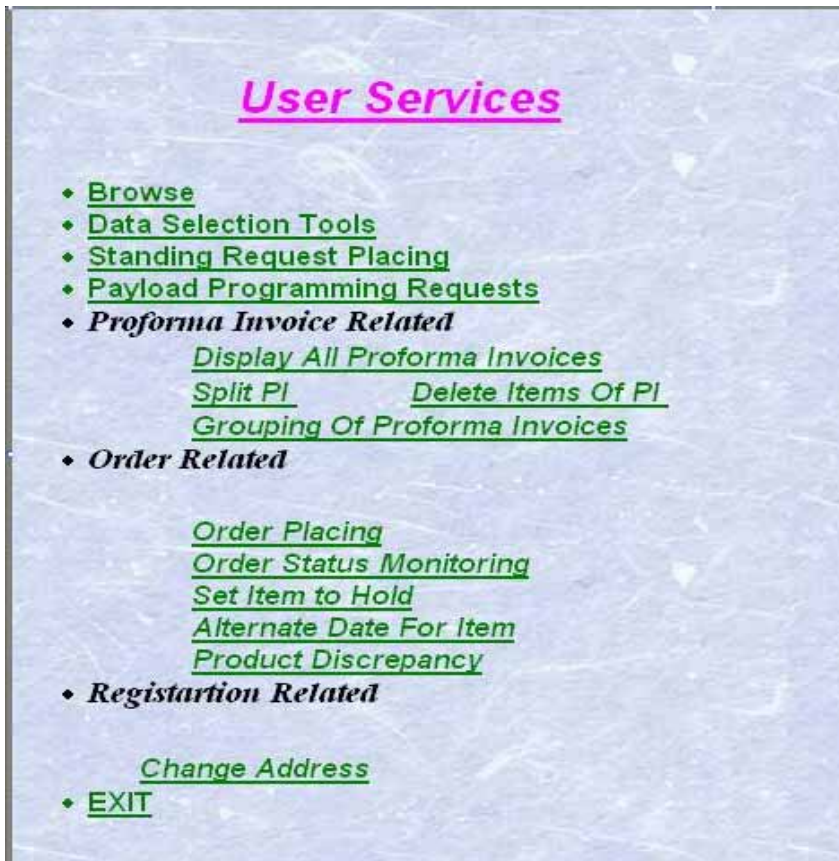 User Services
Browse
Data Selection Tools
Standing Request Placing
Payload Programming Requests
Proforma Invoice Related
Display All Proforma Invoices
Split PI Delete Items Of PI
Grouping Of Proforma Invoices
Order Related
Order Placing
Order Status Monitoring
Set Item to Hold
Alternate Date For Item
Product Discrepancy
Registartion Related
Change Address
EXIT